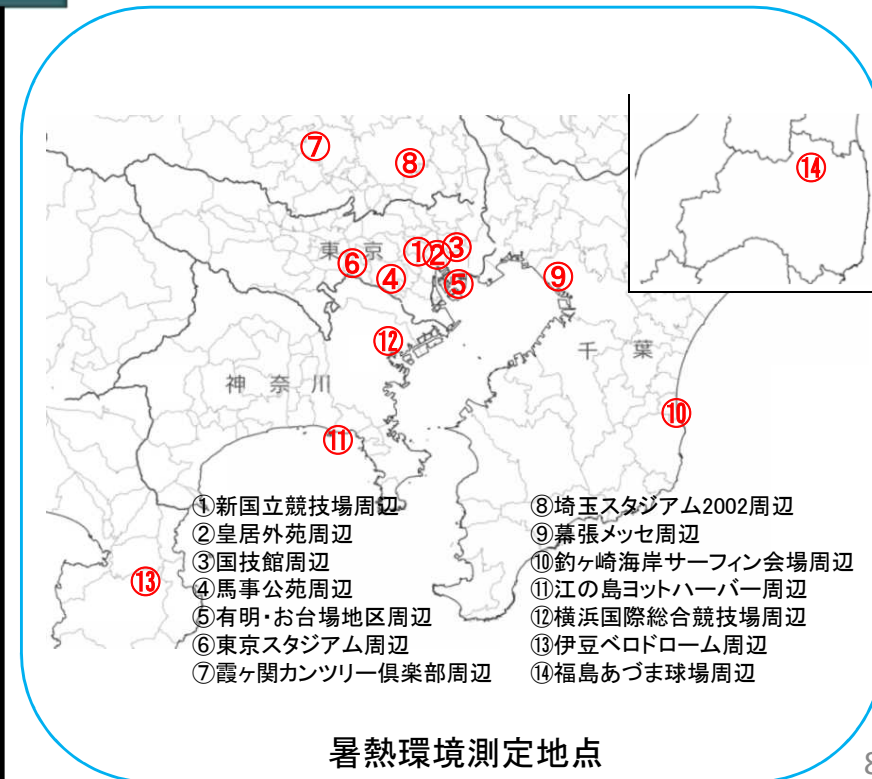 ⑦
⑧
⑭
東京
①
②
③
⑥
④
⑤
⑨
⑫
千葉
神奈川
⑩
⑪
⑬
①新国立競技場周辺
②皇居外苑周辺
③国技館周辺
④馬事公苑周辺
⑤有明・お台場地区周辺
⑥東京スタジアム周辺
⑦霞ヶ関カンツリー倶楽部周辺
⑧埼玉スタジアム2002周辺
⑨幕張メッセ周辺
⑩釣ヶ崎海岸サーフィン会場周辺
⑪江の島ヨットハーバー周辺
⑫横浜国際総合競技場周辺
⑬伊豆ベロドローム周辺
⑭福島あづま球場周辺
暑熱環境測定地点
8